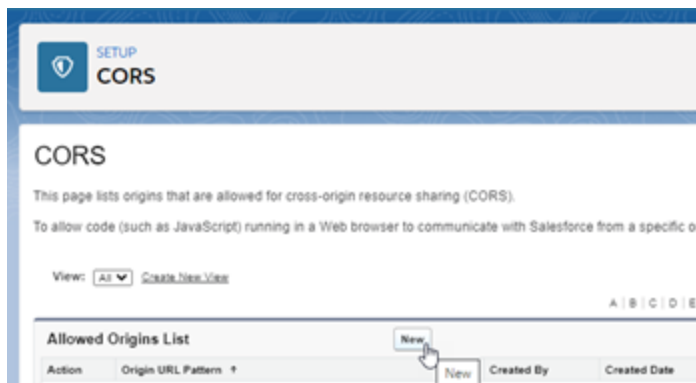 SETUP
CORS
CORS
This page lists origins that are allowed for cross-origin resource sharing (CORS).
To allow code (such as JavaScript) running in a Web browser to communicate with Salesforce from a specific o
View: All Create New View
A | B | C | D | E
Allowed Origins List New
New
Action Origin URL Pattern ↑ Created By Created Date